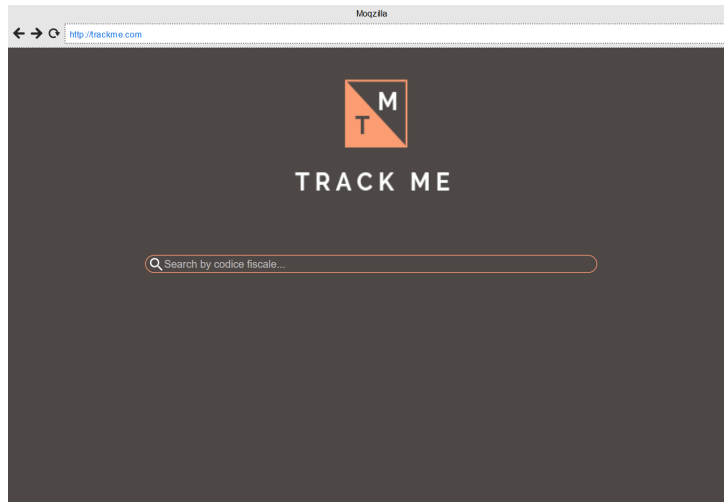 Moqzilla
http://trackme.com
M
T
TRACK ME
Search by codice fiscale...